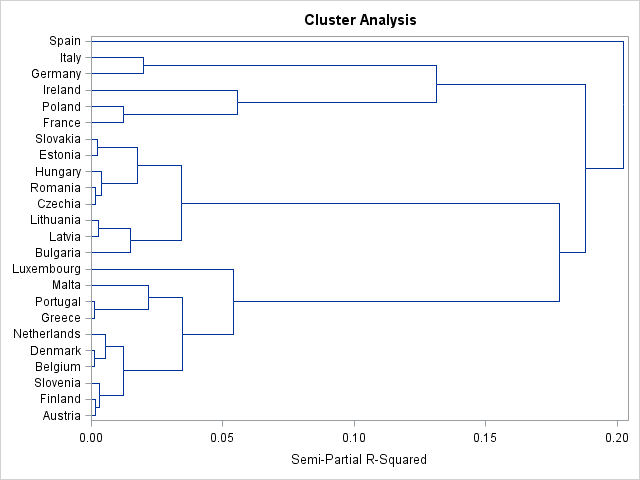 Cluster Analysis
Spain
Italy
Germany
Ireland
Poland
France
Slovakia
Estonia
Hungary
Romania
Czechia
Lithuania
Latvia
Bulgaria
Luxembourg
Malta
Portugal
Greece
Netherlands
Denmark
Belgium
Slovenia
Finland
Austria
0.00 0.05 0.10 0.15 0.20
Semi-Partial R-Squared